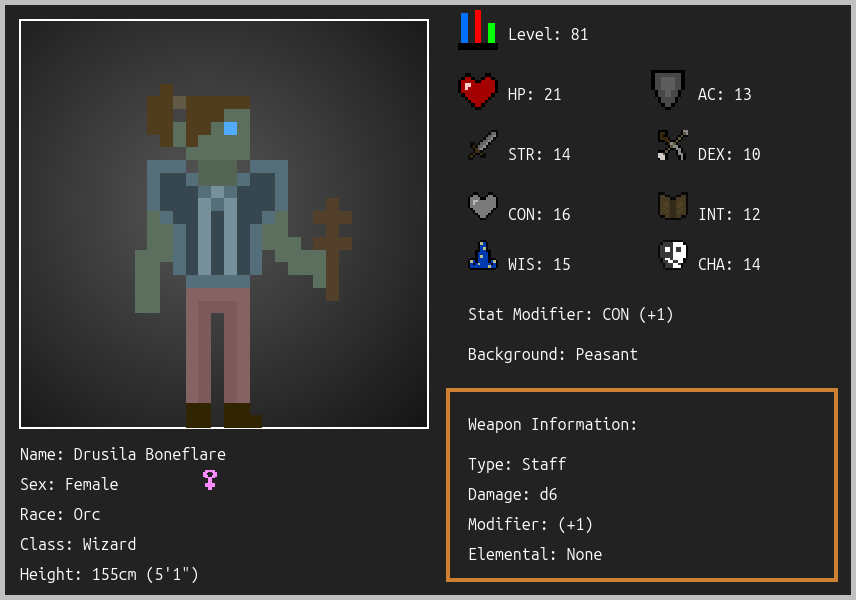 Level: 81
HP: 21
AC: 13
STR: 14
DEX: 10
CON: 16
INT: 12
WIS: 15
CHA: 14
Stat Modifier: CON (+1)
Background: Peasant
Weapon Information:
Type: Staff
Damage: d6
Modifier: (+1)
Elemental: None
Name: Drusila Boneflare
Sex: Female
Race: Orc
Class: Wizard
Height: 155cm (5'1")